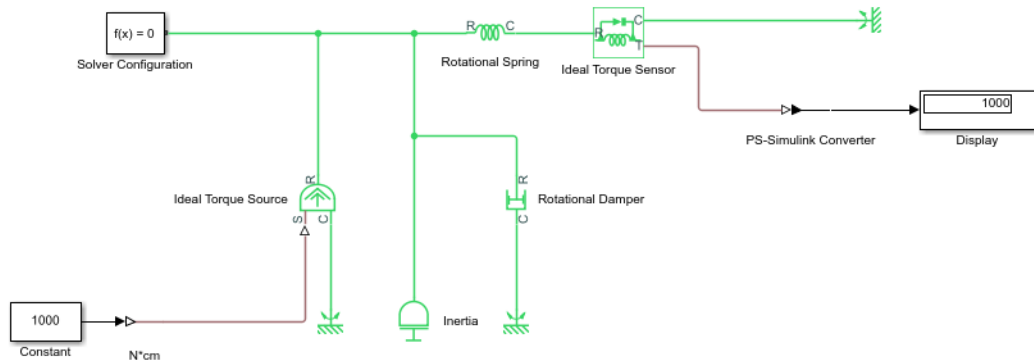 f(x) = 0
Solver Configuration
R
C
Rotational Spring
R
C
T
Ideal Torque Sensor
1000
PS-Simulink Converter
Display
Ideal Torque Source
R
S
C
R
C
Rotational Damper
1000
Constant
N*cm
Inertia